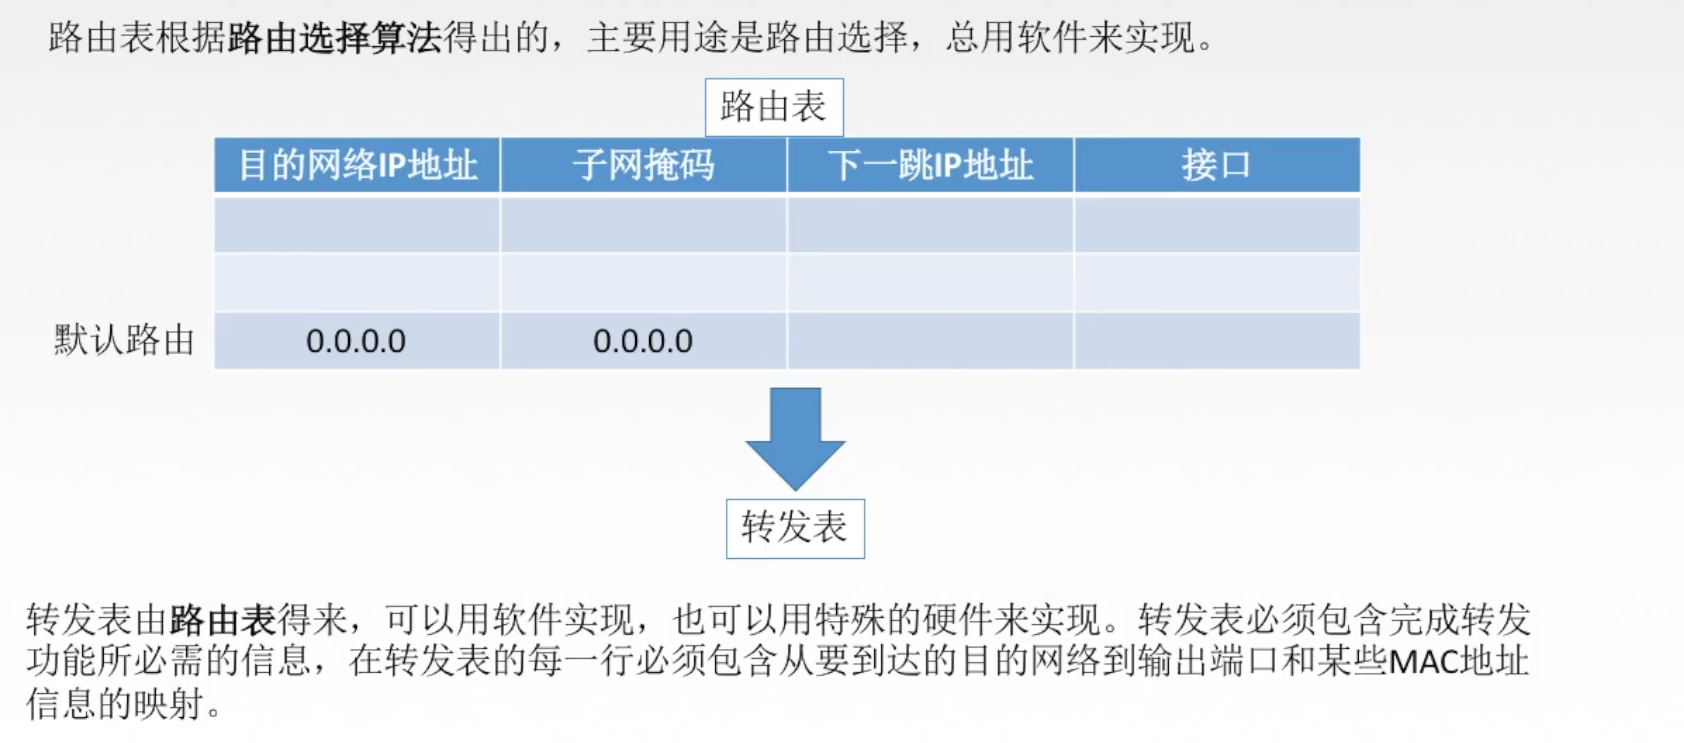 路由表根据路由选择算法得出的，主要用途是路由选择，总用软件来实现。
路由表
目的网络IP地址 子网掩码 下一跳IP地址 接口
默认路由 0.0.0.0 0.0.0.0
转发表
转发表由路由表得来，可以用软件实现，也可以用特殊的硬件来实现。转发表必须包含完成转发
功能所必需的信息，在转发表的每一行必须包含从要到达的目的网络到输出端口和某些MAC地址
信息的映射。